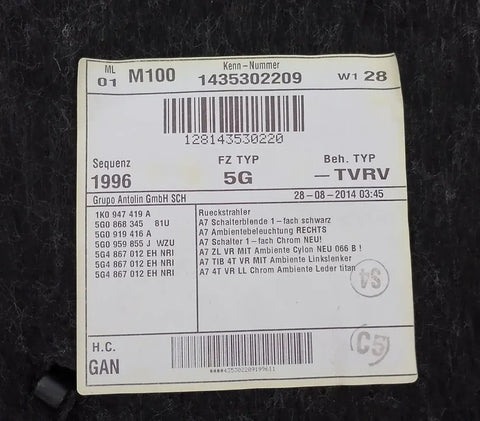 ML 01 M100 Kenn-Nummer 1435302209 W1 28
128143530220
Sequenz FZ TYP Beh. TYP
1996 5G –TVRV
Grupo Antolin GmbH SCH 28-08-2014 03:45
1K0 947 419 A Rueckstrahler
5G0 868 345 81U A7 Schalterblende 1-fach schwarz
5G0 919 416 A A7 Ambientebeleuchtung RECHTS
5G0 959 855 J WZU A7 Schalter 1-fach Chrom NEU!
5G4 867 012 EH NRI A7 ZL VR MIT Ambiente Cylon NEU 066 B !
5G4 867 012 EH NRI A7 TIB 4T VR MIT Ambiente Linkslenker
5G4 867 012 EH NRI A7 4T VR LL Chrom Ambiente Leder titan
S4
C5
H.C.
GAN